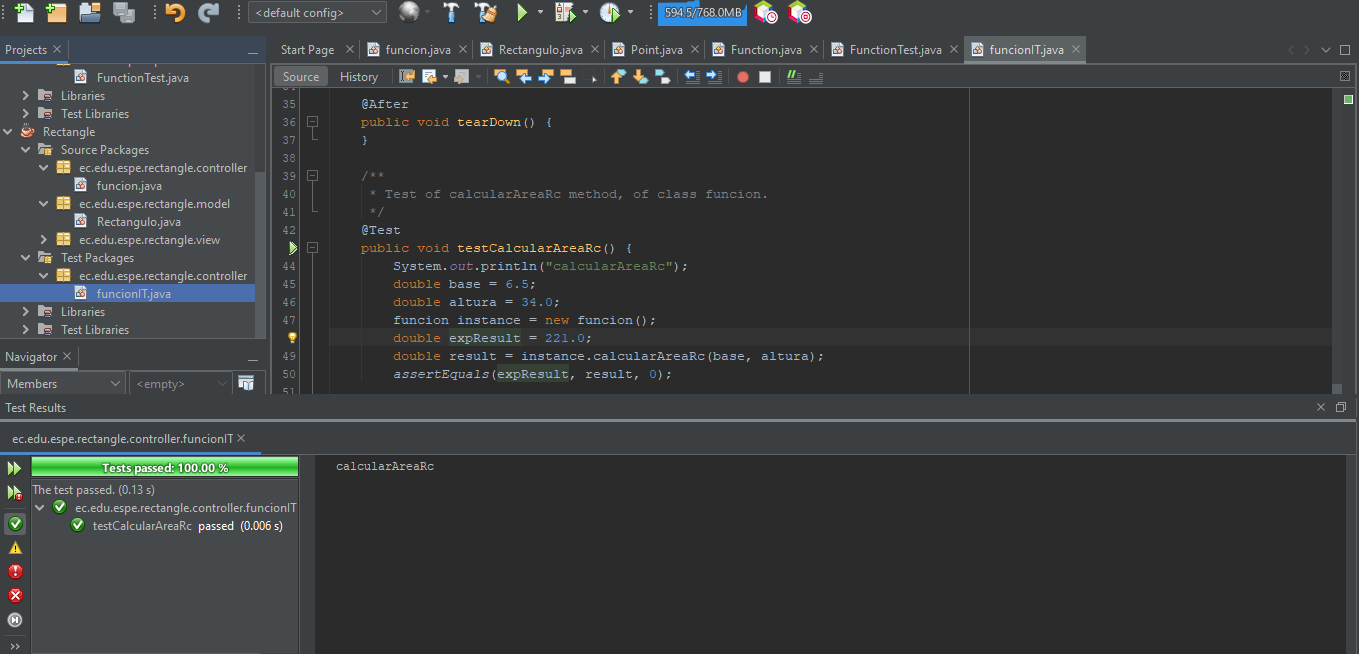 <default config>
594.5/768.0MB
Projects
Start Page
funcion.java
Rectangulo.java
Point.java
Function.java
FunctionTest.java
funcionIT.java
Source
History
FunctionTest.java
Libraries
Test Libraries
Rectangle
Source Packages
ec.edu.espe.rectangle.controller
funcion.java
ec.edu.espe.rectangle.model
Rectangulo.java
ec.edu.espe.rectangle.view
Test Packages
ec.edu.espe.rectangle.controller
funcionIT.java
Libraries
Test Libraries
Navigator
Members
<empty>
35 @After
36 public void tearDown() {
37 }
38
39 /**
40 * Test of calcularAreaRc method, of class funcion.
41 */
42 @Test
public void testCalcularAreaRc() {
44 System.out.println("calcularAreaRc");
45 double base = 6.5;
46 double altura = 34.0;
47 funcion instance = new funcion();
double expResult = 221.0;
49 double result = instance.calcularAreaRc(base, altura);
50 assertEquals(expResult, result, 0);
51
Test Results
ec.edu.espe.rectangle.controller.funcionIT
Tests passed: 100.00 %
The test passed. (0.13 s)
ec.edu.espe.rectangle.controller.funcionIT
testCalcularAreaRc passed (0.006 s)
calcularAreaRc